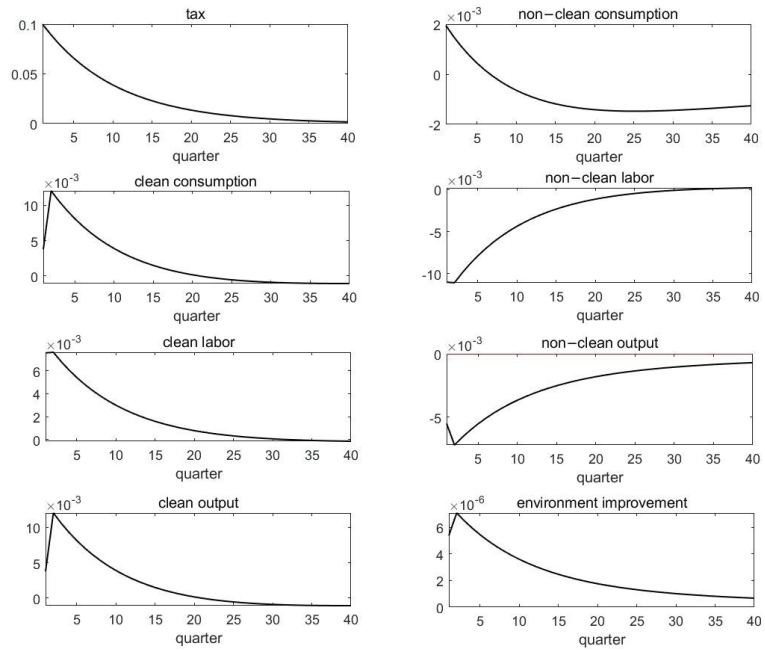 tax
0.1
0.05
0
5 10 15 20 25 30 35 40
quarter
non−clean consumption
×10⁻³
2
0
-2
5 10 15 20 25 30 35 40
quarter
clean consumption
×10⁻³
10
5
0
5 10 15 20 25 30 35 40
quarter
non−clean labor
×10⁻³
0
-5
-10
5 10 15 20 25 30 35 40
quarter
clean labor
×10⁻³
6
4
2
0
5 10 15 20 25 30 35 40
quarter
non−clean output
×10⁻³
0
-5
5 10 15 20 25 30 35 40
quarter
clean output
×10⁻³
10
5
0
5 10 15 20 25 30 35 40
quarter
environment improvement
×10⁻⁶
6
4
2
0
5 10 15 20 25 30 35 40
quarter